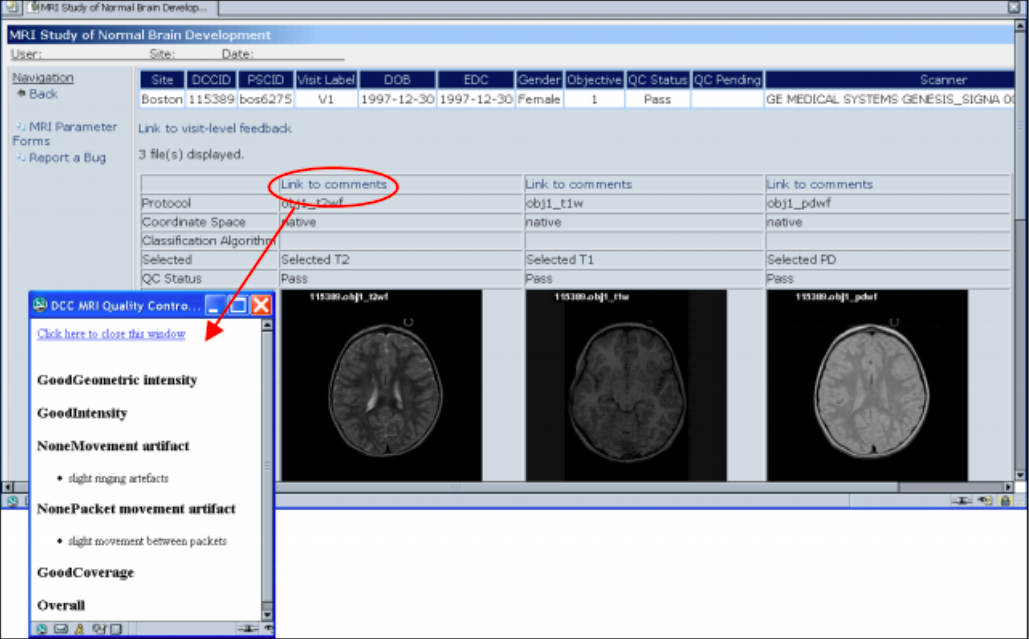 MRI Study of Normal Brain Develop...
MRI Study of Normal Brain Development
User: Site: Date:
Navigation
Back
MRI Parameter
Forms
Report a Bug
Site DCCID PSCID Visit Label DOB EDC Gender Objective QC Status QC Pending Scanner
Boston 115389 bos6275 V1 1997-12-30 1997-12-30 Female 1 Pass GE MEDICAL SYSTEMS GENESIS_SIGNA
Link to visit-level feedback
3 file(s) displayed.
Link to comments Link to comments Link to comments
Protocol obj1_t2wf obj1_t1w obj1_pdwf
Coordinate Space native native native
Classification Algorithm
Selected Selected T2 Selected T1 Selected PD
QC Status Pass Pass Pass
115389.obj1_t2wf 115389.obj1_t1w 115389.obj1_pdwf
DCC MRI Quality Contro...
Click here to close this window
GoodGeometric intensity
GoodIntensity
NoneMovement artifact
• slight ringing artefacts
NonePacket movement artifact
• slight movement between packets
GoodCoverage
Overall